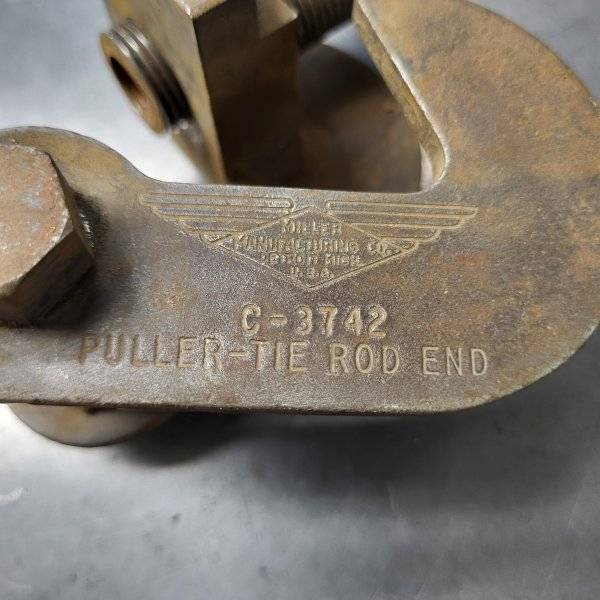 MILLER
MANUFACTURING CO.
DETROIT MICH.
U.S.A.
C-3742
PULLER-TIE ROD END